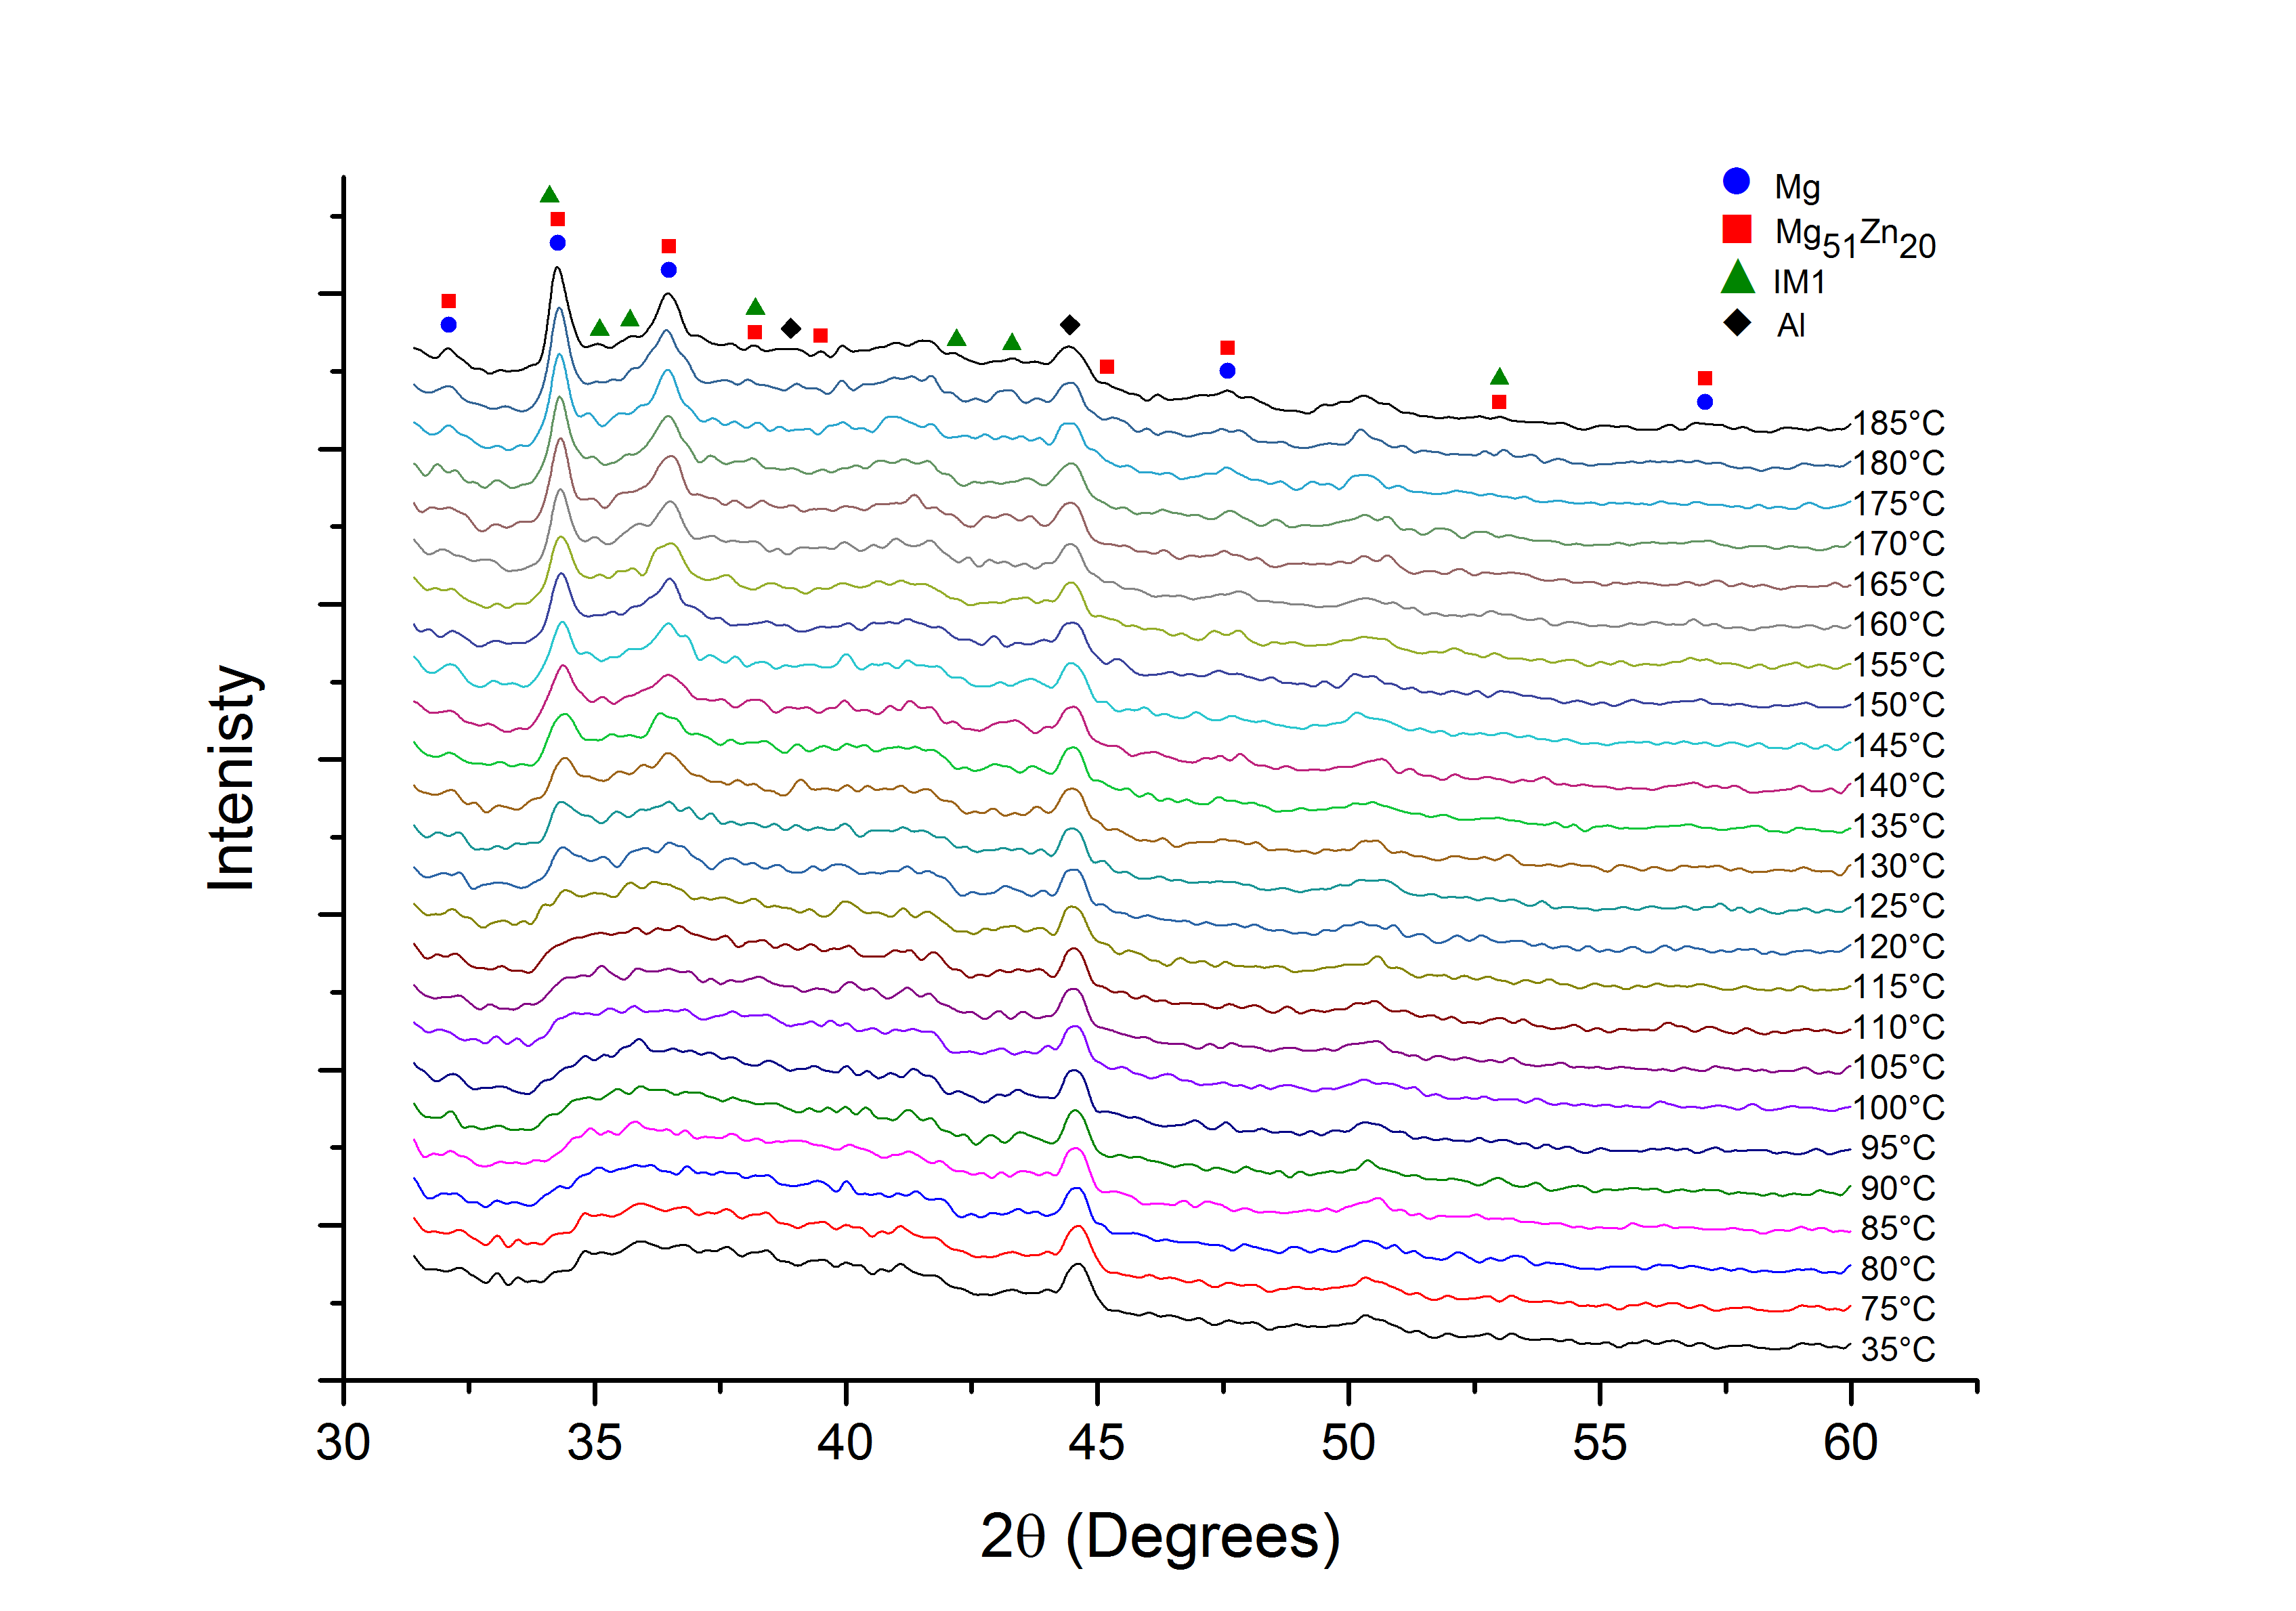 Mg
Mg51Zn20
IM1
Al
185°C
180°C
175°C
170°C
165°C
160°C
155°C
150°C
145°C
140°C
135°C
130°C
125°C
120°C
115°C
110°C
105°C
100°C
95°C
90°C
85°C
80°C
75°C
35°C
Intenisty
30 35 40 45 50 55 60
2θ (Degrees)